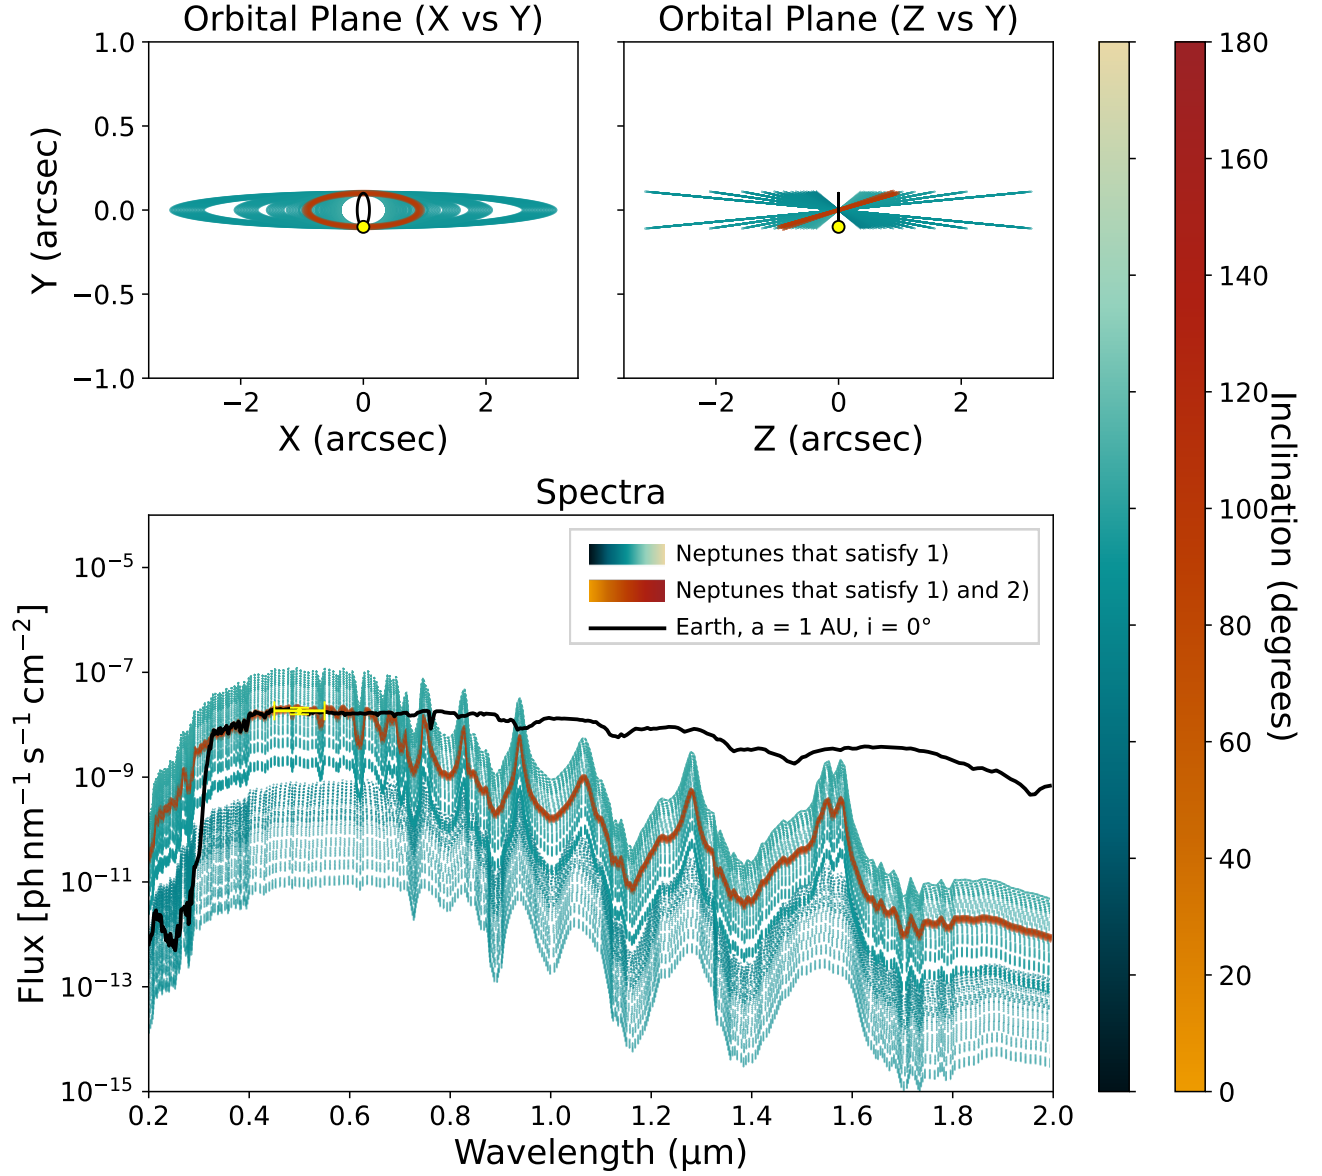 Orbital Plane (X vs Y)
Orbital Plane (Z vs Y)
1.0
0.5
0.0
−0.5
−1.0
Y (arcsec)
−2 0 2
X (arcsec)
−2 0 2
Z (arcsec)
180
160
140
120
100
80
60
40
20
0
Inclination (degrees)
Spectra
Neptunes that satisfy 1)
Neptunes that satisfy 1) and 2)
Earth, a = 1 AU, i = 0°
10⁻⁵
10⁻⁷
10⁻⁹
10⁻¹¹
10⁻¹³
10⁻¹⁵
Flux [ph nm⁻¹ s⁻¹ cm⁻²]
0.2 0.4 0.6 0.8 1.0 1.2 1.4 1.6 1.8 2.0
Wavelength (μm)